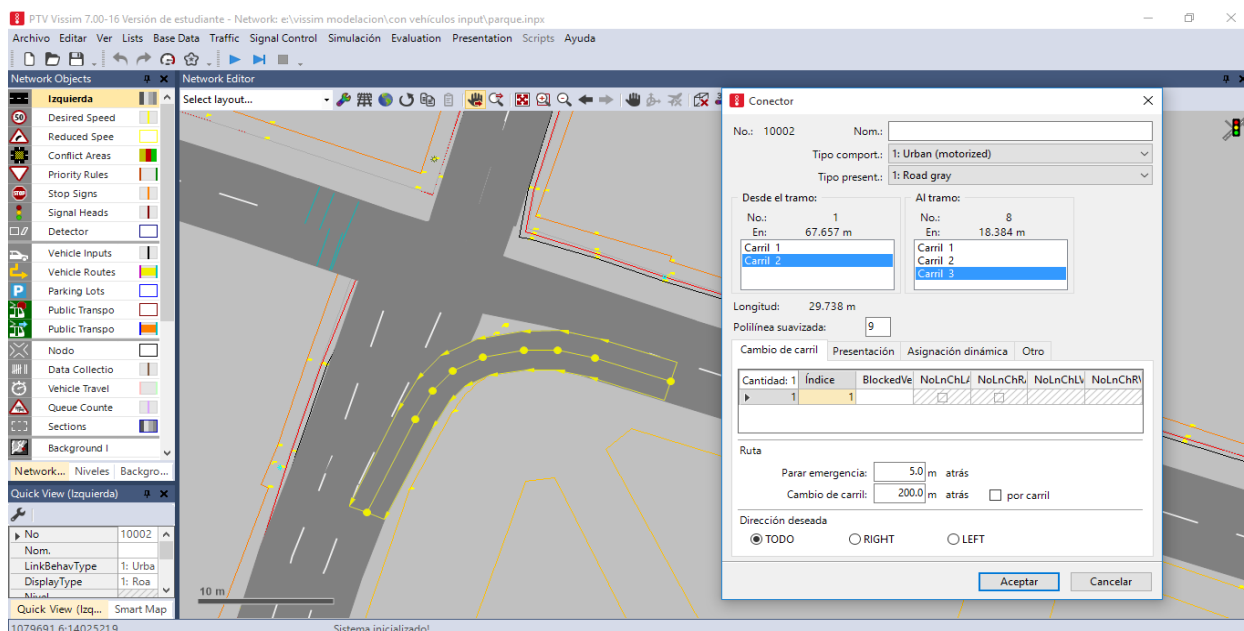 PTV Vissim 7.00-16 Versión de estudiante - Network: e:\vissim modelacion\con vehículos input\parque.inpx
Archivo Editar Ver Lists Base Data Traffic Signal Control Simulación Evaluation Presentation Scripts Ayuda
Network Objects
Network Editor
Select layout...
Izquierda
50 Desired Speed
Reduced Spee
Conflict Areas
Priority Rules
STOP Stop Signs
Signal Heads
Detector
Vehicle Inputs
Vehicle Routes
P Parking Lots
Public Transpo
Public Transpo
Nodo
Data Collectio
Vehicle Travel
Queue Counte
Sections
Background I
Network... Niveles Backgro...
Quick View (Izquierda)
No 10002
Nom.
LinkBehavType 1: Urba
DisplayType 1: Roa
Nivel
Quick View (Izq... Smart Map
10 m
1079691.6:14025219
Sistema inicializado!
Conector
No.: 10002 Nom.:
Tipo comport.: 1: Urban (motorized)
Tipo present.: 1: Road gray
Desde el tramo: Al tramo:
No.: 1 No.: 8
En: 67.657 m En: 18.384 m
Carril 1 Carril 1
Carril 2 Carril 2
Carril 3
Longitud: 29.738 m
Polilínea suavizada: 9
Cambio de carril Presentación Asignación dinámica Otro
Cantidad: 1 Índice BlockedVe NoLnChLA NoLnChRA NoLnChLV NoLnChRV
1 1
Ruta
Parar emergencia: 5.0 m atrás
Cambio de carril: 200.0 m atrás por carril
Dirección deseada
TODO RIGHT LEFT
Aceptar Cancelar